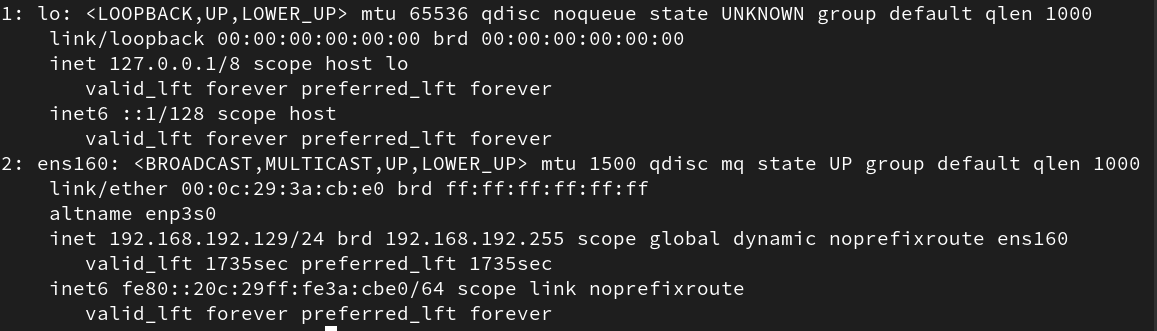 1: lo: <LOOPBACK,UP,LOWER_UP> mtu 65536 qdisc noqueue state UNKNOWN group default qlen 1000
    link/loopback 00:00:00:00:00:00 brd 00:00:00:00:00:00
    inet 127.0.0.1/8 scope host lo
       valid_lft forever preferred_lft forever
    inet6 ::1/128 scope host
       valid_lft forever preferred_lft forever
2: ens160: <BROADCAST,MULTICAST,UP,LOWER_UP> mtu 1500 qdisc mq state UP group default qlen 1000
    link/ether 00:0c:29:3a:cb:e0 brd ff:ff:ff:ff:ff:ff
    altname enp3s0
    inet 192.168.192.129/24 brd 192.168.192.255 scope global dynamic noprefixroute ens160
       valid_lft 1735sec preferred_lft 1735sec
    inet6 fe80::20c:29ff:fe3a:cbe0/64 scope link noprefixroute
       valid_lft forever preferred_lft forever